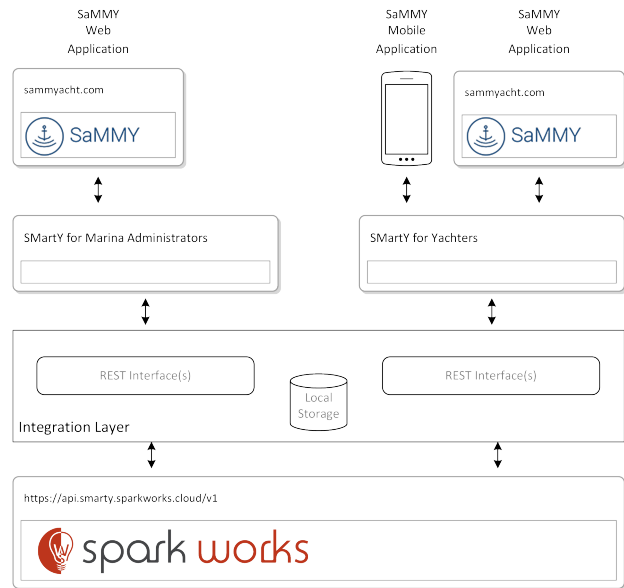 SaMMY
Web
Application
SaMMY
Mobile
Application
SaMMY
Web
Application
sammyacht.com
SaMMY
sammyacht.com
SaMMY
SMartY for Marina Administrators
SMartY for Yachters
REST Interface(s)
REST Interface(s)
Local
Storage
Integration Layer
https://api.smarty.sparkworks.cloud/v1
spark works